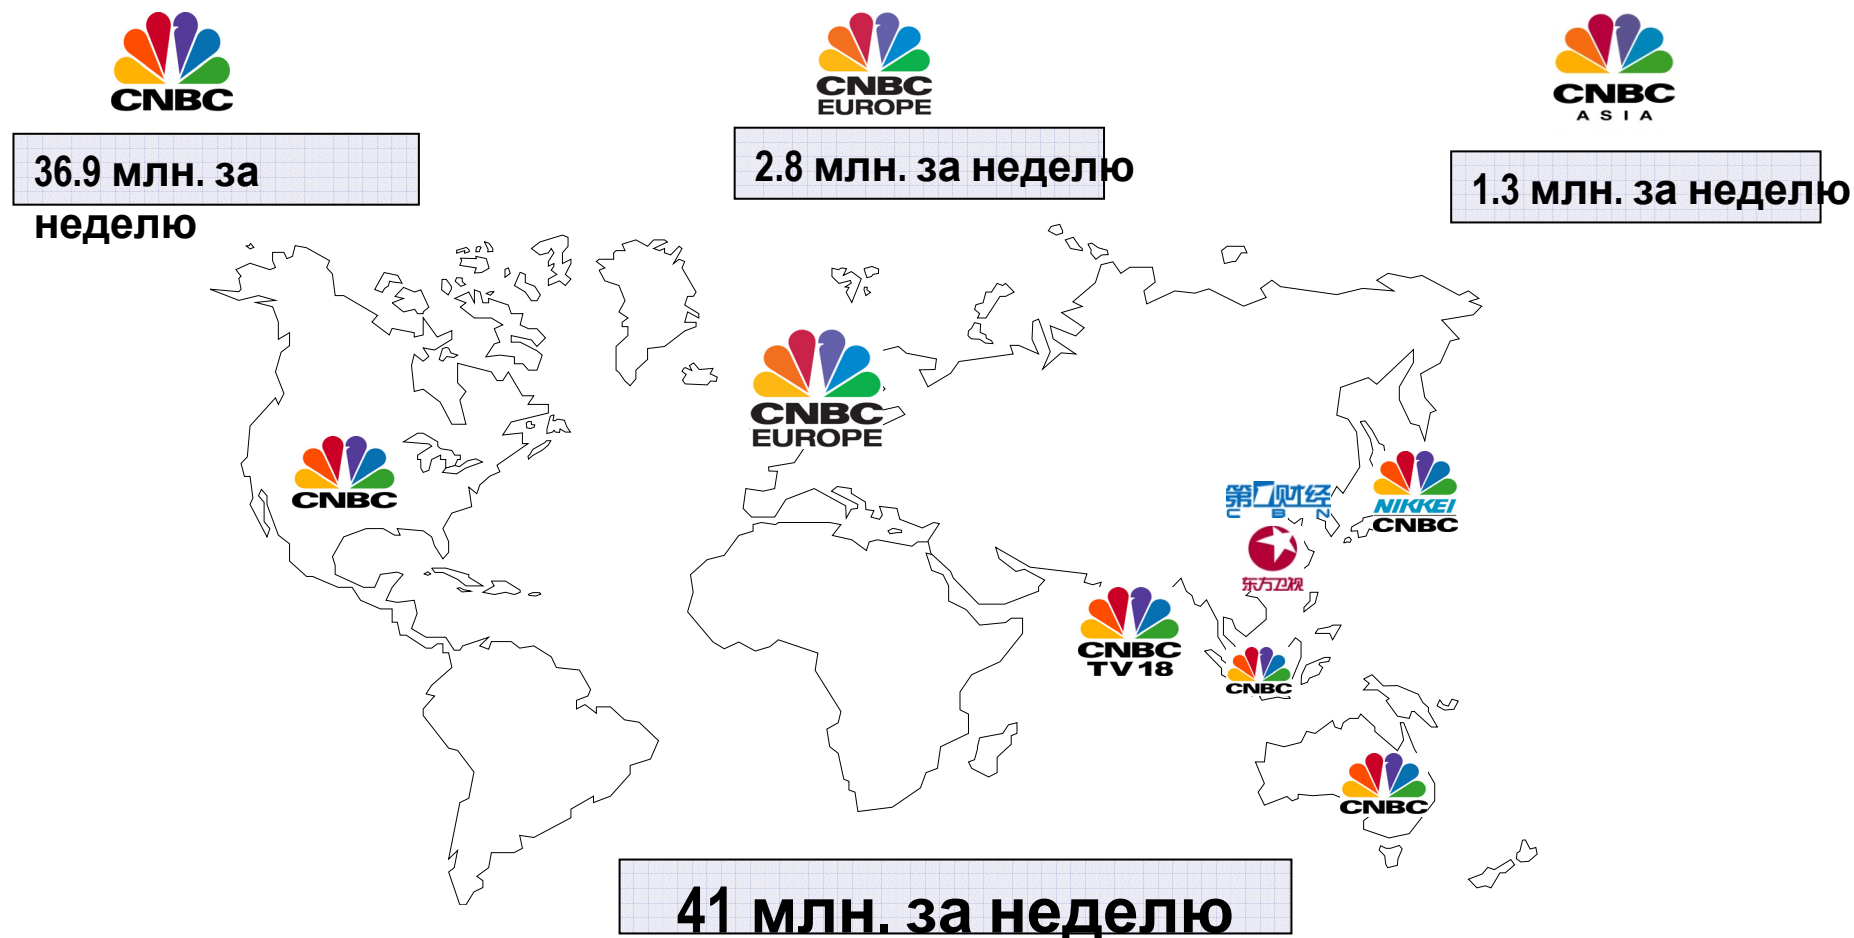 CNBC
CNBC
EUROPE
CNBC
ASIA
36.9 млн. за
неделю
2.8 млн. за неделю
1.3 млн. за неделю
CNBC
EUROPE
CNBC
第一财经
C B N
NIKKEI
CNBC
东方卫视
CNBC
TV18
CNBC
CNBC
41 млн. за неделю